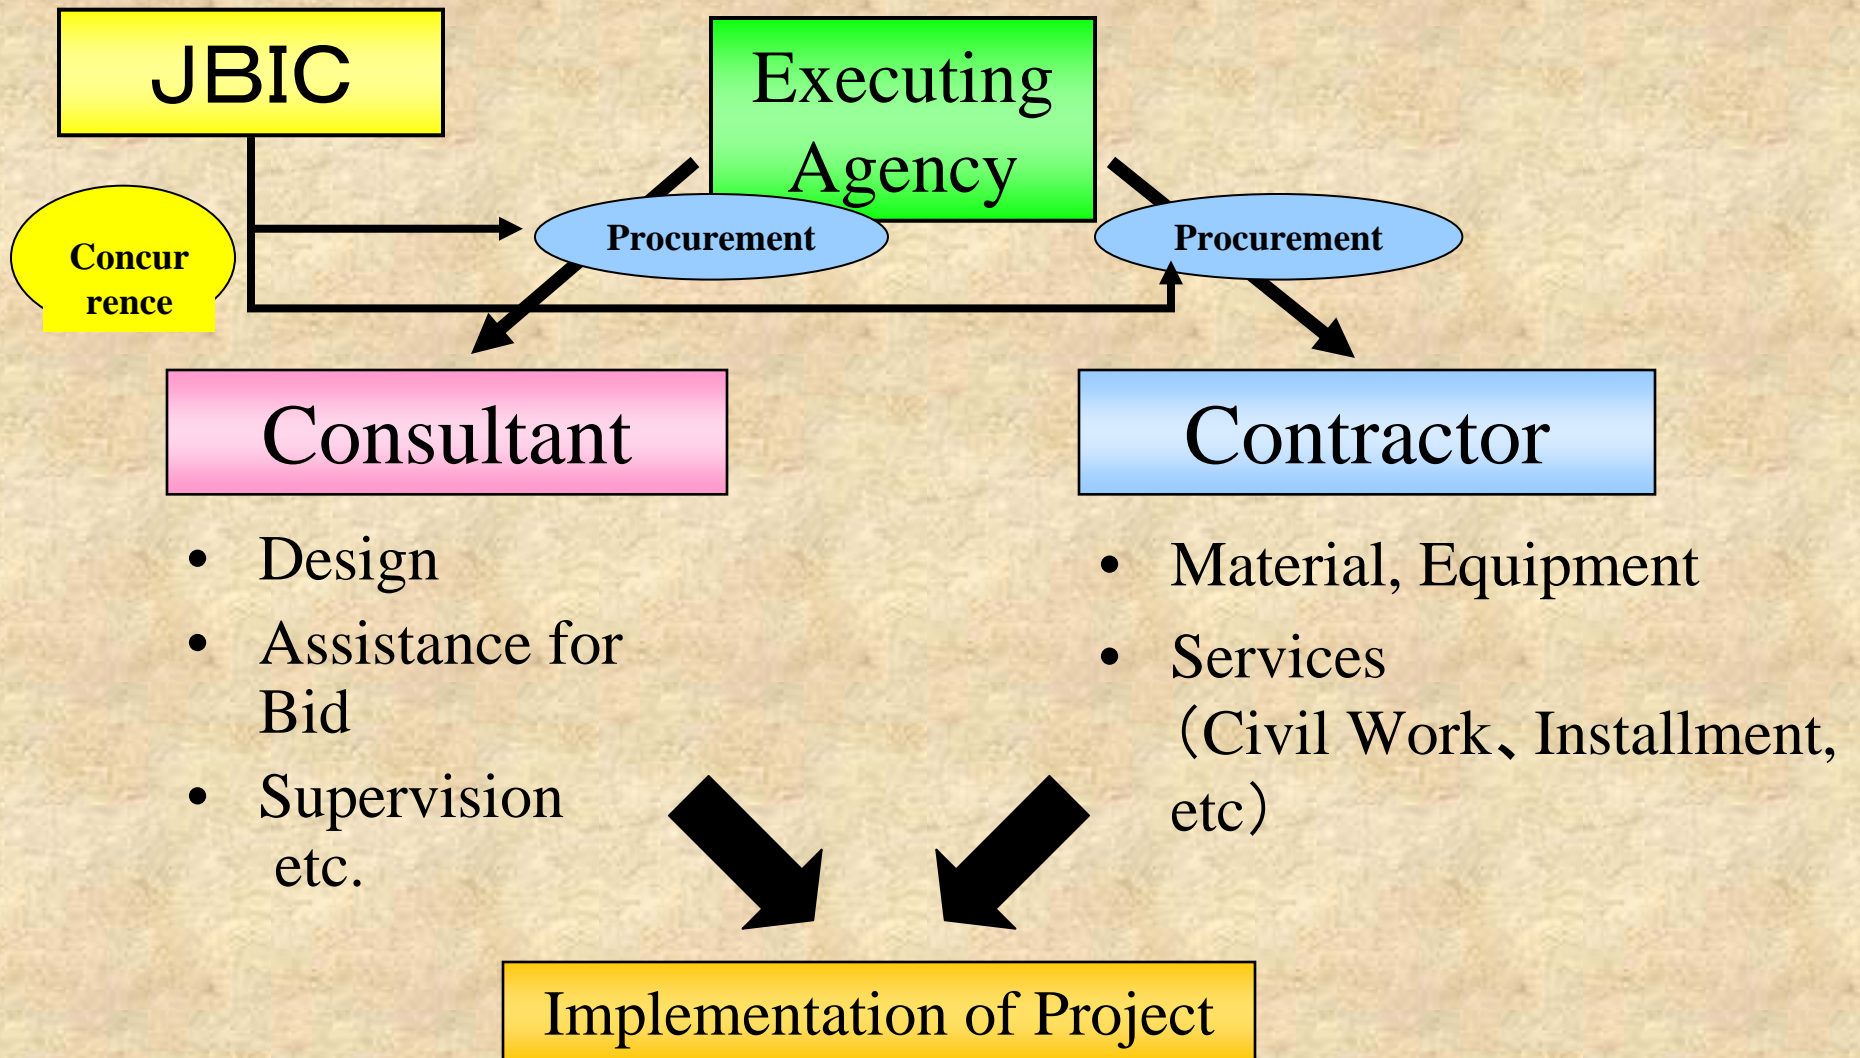 JBIC
Executing
Agency
Concur
rence
Procurement
Procurement
Consultant
• Design
• Assistance for
Bid
• Supervision
etc.
Contractor
• Material, Equipment
• Services
（Civil Work、Installment,
etc）
Implementation of Project